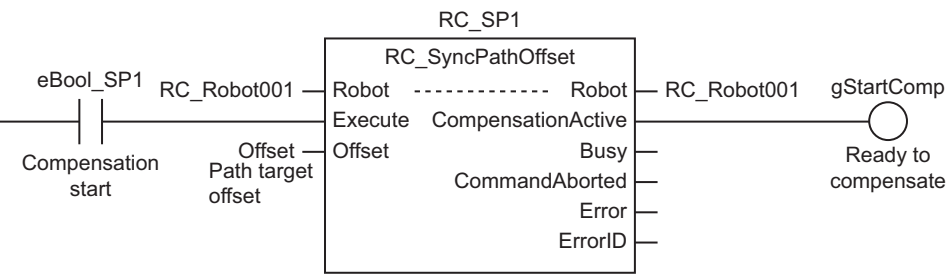 RC_SP1
RC_SyncPathOffset
eBool_SP1
RC_Robot001 Robot Robot RC_Robot001 gStartComp
Execute CompensationActive
Compensation start
Offset Offset Busy
Path target offset
Ready to compensate
CommandAborted
Error
ErrorID